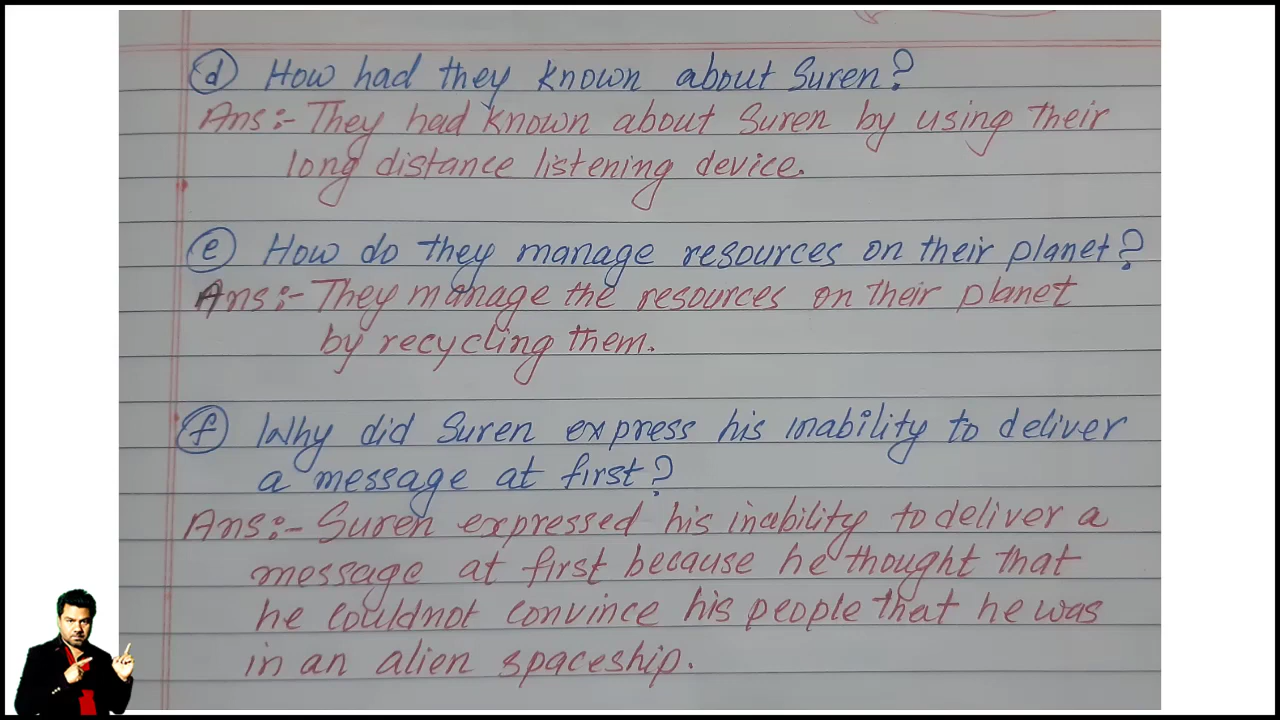 d How had they known about Suren?
Ans:- They had known about Suren by using their
long distance listening device.
e How do they manage resources on their planet?
Ans:- They manage the resources on their planet
by recycling them.
f Why did Suren express his inability to deliver
a message at first?
Ans:- Suren expressed his inability to deliver a
message at first because he thought that
he couldnot convince his people that he was
in an alien spaceship.